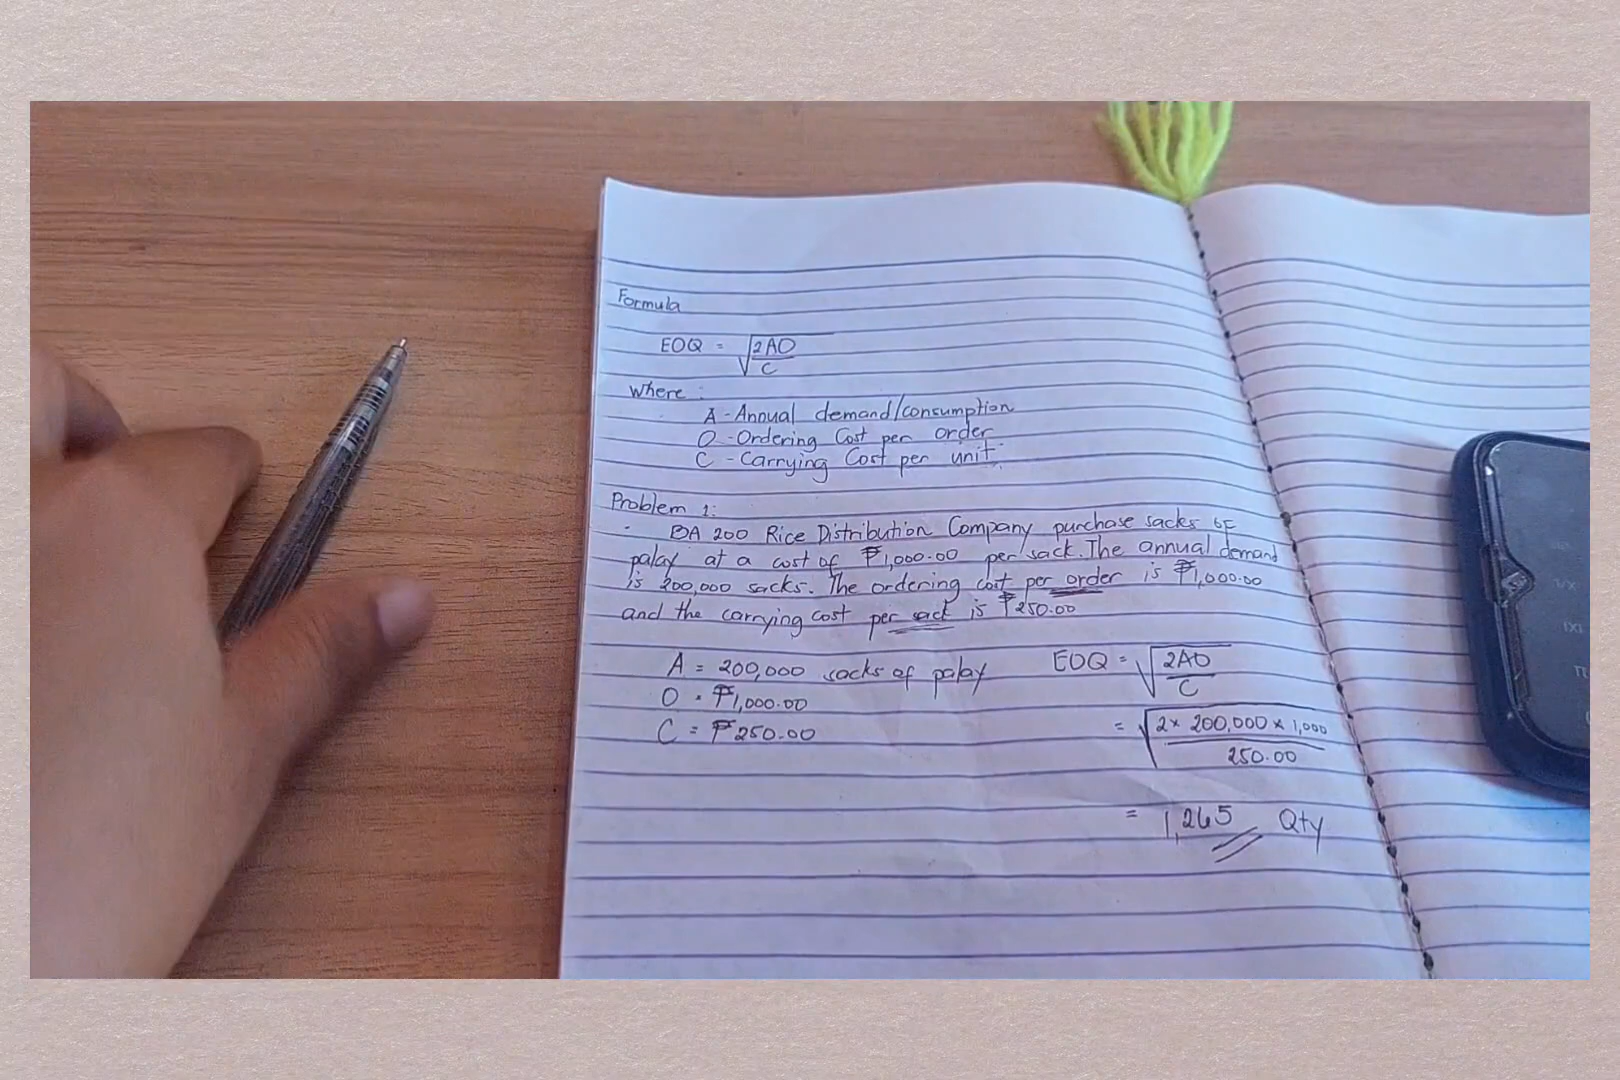 Formula
EOQ = √2AO
C
Where :
A - Annual demand/consumption
O - Ordering Cost per order
C - Carrying Cost per unit
Problem 1:
BA 200 Rice Distribution Company purchase sacks of
palay at a cost of ₱1,000.00 per sack. The annual demand
is 200,000 sacks. The ordering cost per order is ₱1,000.00
and the carrying cost per sack is ₱250.00
A = 200,000 sacks of palay
O = ₱1,000.00
C = ₱250.00
EOQ = √2AO
C
= √2 x 200,000 x 1,000
250.00
= 1,265 Qty